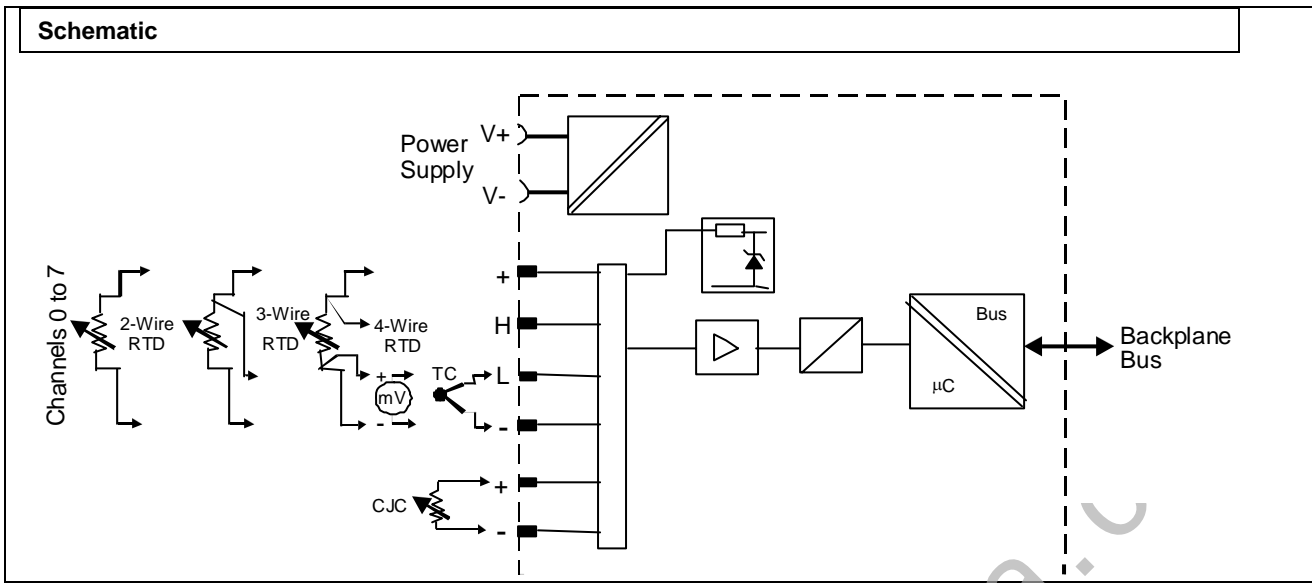 Schematic
Power
Supply
V+
V-
Channels 0 to 7
2-Wire
RTD
3-Wire
RTD
4-Wire
RTD
+
mV
-
TC
+
H
L
-
CJC
+
-
Bus
µC
Backplane
Bus